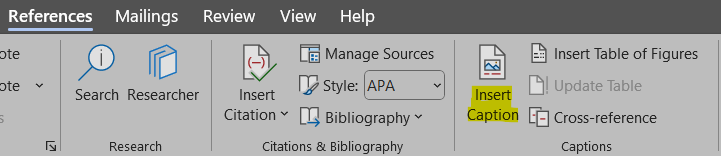 References Mailings Review View Help
ote
ote
s
Search
Researcher
Research
Insert
Citation
Manage Sources
Style: APA
Bibliography
Citations & Bibliography
Insert
Caption
Insert Table of Figures
Update Table
Cross-reference
Captions